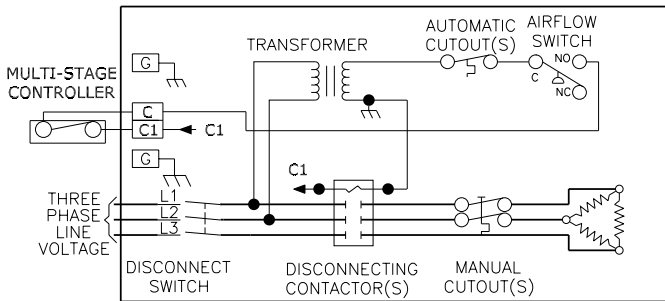 AUTOMATIC
CUTOUT(S)
AIRFLOW
SWITCH
TRANSFORMER
G
NO
C
NC
MULTI-STAGE
CONTROLLER
C
C1
C1
G
C1
THREE
PHASE
LINE
VOLTAGE
L1
L2
L3
DISCONNECT
SWITCH
DISCONNECTING
CONTACTOR(S)
MANUAL
CUTOUT(S)